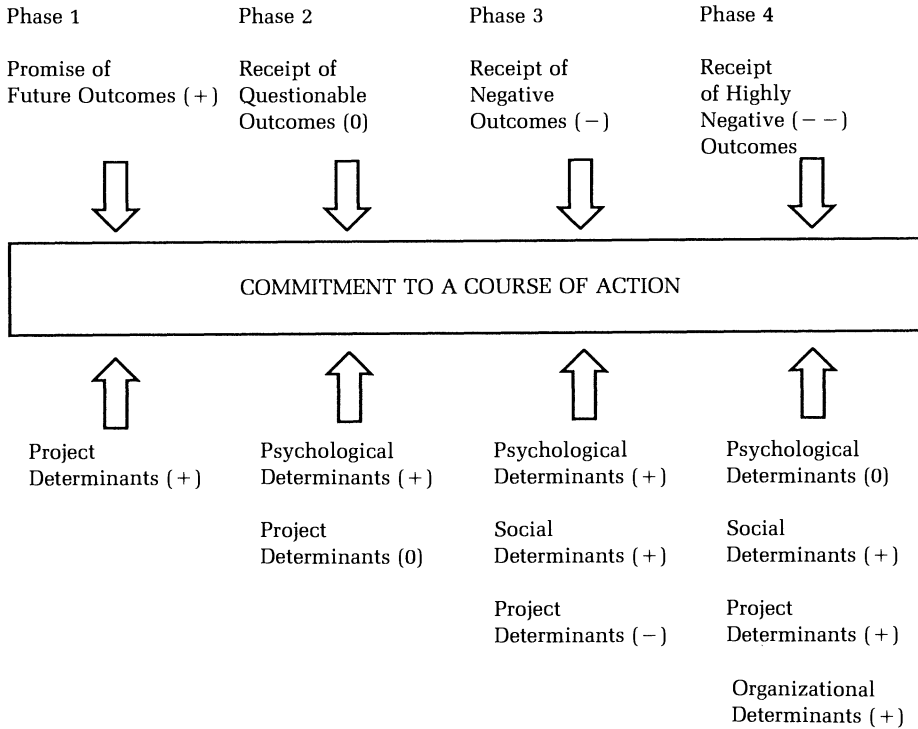 Phase 1
Promise of
Future Outcomes (+)
Phase 2
Receipt of
Questionable
Outcomes (0)
Phase 3
Receipt of
Negative
Outcomes (−)
Phase 4
Receipt
of Highly
Negative (− −)
Outcomes
COMMITMENT TO A COURSE OF ACTION
Project
Determinants (+)
Psychological
Determinants (+)
Project
Determinants (0)
Psychological
Determinants (+)
Social
Determinants (+)
Project
Determinants (−)
Psychological
Determinants (0)
Social
Determinants (+)
Project
Determinants (+)
Organizational
Determinants (+)